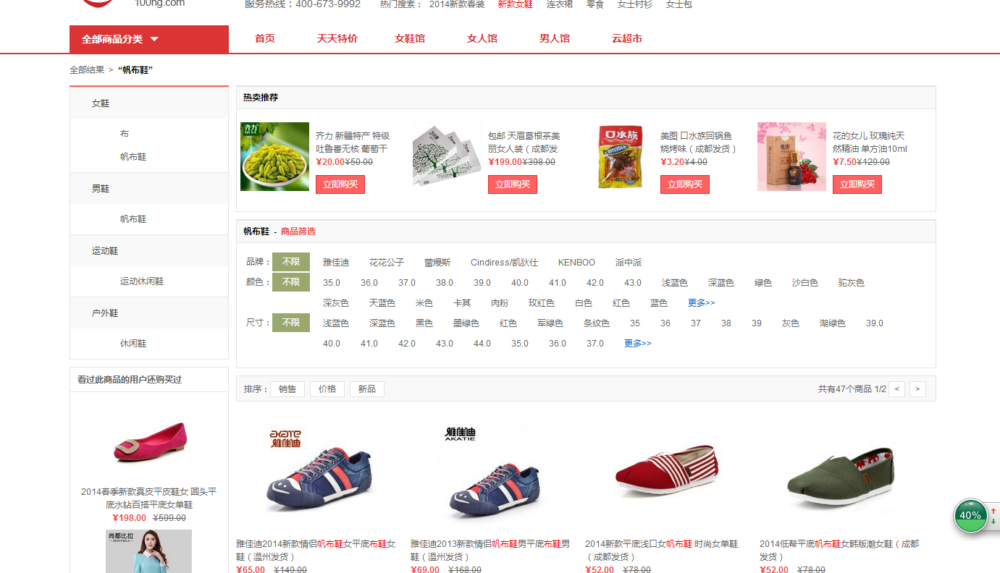 100ng.com
服务热线：400-673-9992 热门搜索： 2014新款春装 新款女鞋 连衣裙 零食 女士衬衫 女士包
全部商品分类 首页 天天特价 女鞋馆 女人馆 男人馆 云超市
全部结果 > “帆布鞋”
女鞋
布
帆布鞋
男鞋
帆布鞋
运动鞋
运动休闲鞋
户外鞋
休闲鞋
看过此商品的用户还购买过
2014春季新款真皮平皮鞋女 圆头平
底水钻百搭平底女单鞋
¥198.00 ¥599.00
尚都比拉
热卖推荐
齐力
QI LI
齐力 新疆特产 特级
吐鲁番无核 葡萄干
¥20.00¥50.00
立即购买
包邮 天眉葛根茶美
丽女人装（成都发
¥199.00¥398.00
立即购买
口水族
美图 口水族回锅鱼
烧烤味（成都发货）
¥3.20¥4.00
立即购买
花的女儿 玫瑰纯天
然精油 单方油10ml
¥7.50¥129.00
立即购买
帆布鞋 - 商品筛选
品牌： 不限 雅佳迪 花花公子 蕾熳斯 Cindiress/凯狄仕 KENBOO 派中派
颜色： 不限 35.0 36.0 37.0 38.0 39.0 40.0 41.0 42.0 43.0 浅蓝色 深蓝色 绿色 沙白色 驼灰色
深灰色 天蓝色 米色 卡其 肉粉 玫红色 白色 红色 蓝色 更多>>
尺寸： 不限 浅蓝色 深蓝色 黑色 墨绿色 红色 军绿色 条纹色 35 36 37 38 39 灰色 湖绿色 39.0
40.0 41.0 42.0 43.0 44.0 35.0 36.0 37.0 更多>>
排序： 销售 价格 新品 共有47个商品 1/2 < >
AKATE
雅佳迪
雅佳迪2014新款情侣帆布鞋女平底布鞋女
鞋（温州发货）
¥65.00 ¥149.00
雅佳迪
AKATIE
雅佳迪2013新款情侣帆布鞋男平底布鞋男
鞋（温州发货）
¥69.00 ¥168.00
2014新款平底浅口女帆布鞋 时尚女单鞋
（成都发货）
¥52.00 ¥78.00
2014低帮平底帆布鞋女韩版潮女鞋（成都
发货）
¥52.00 ¥78.00
40%